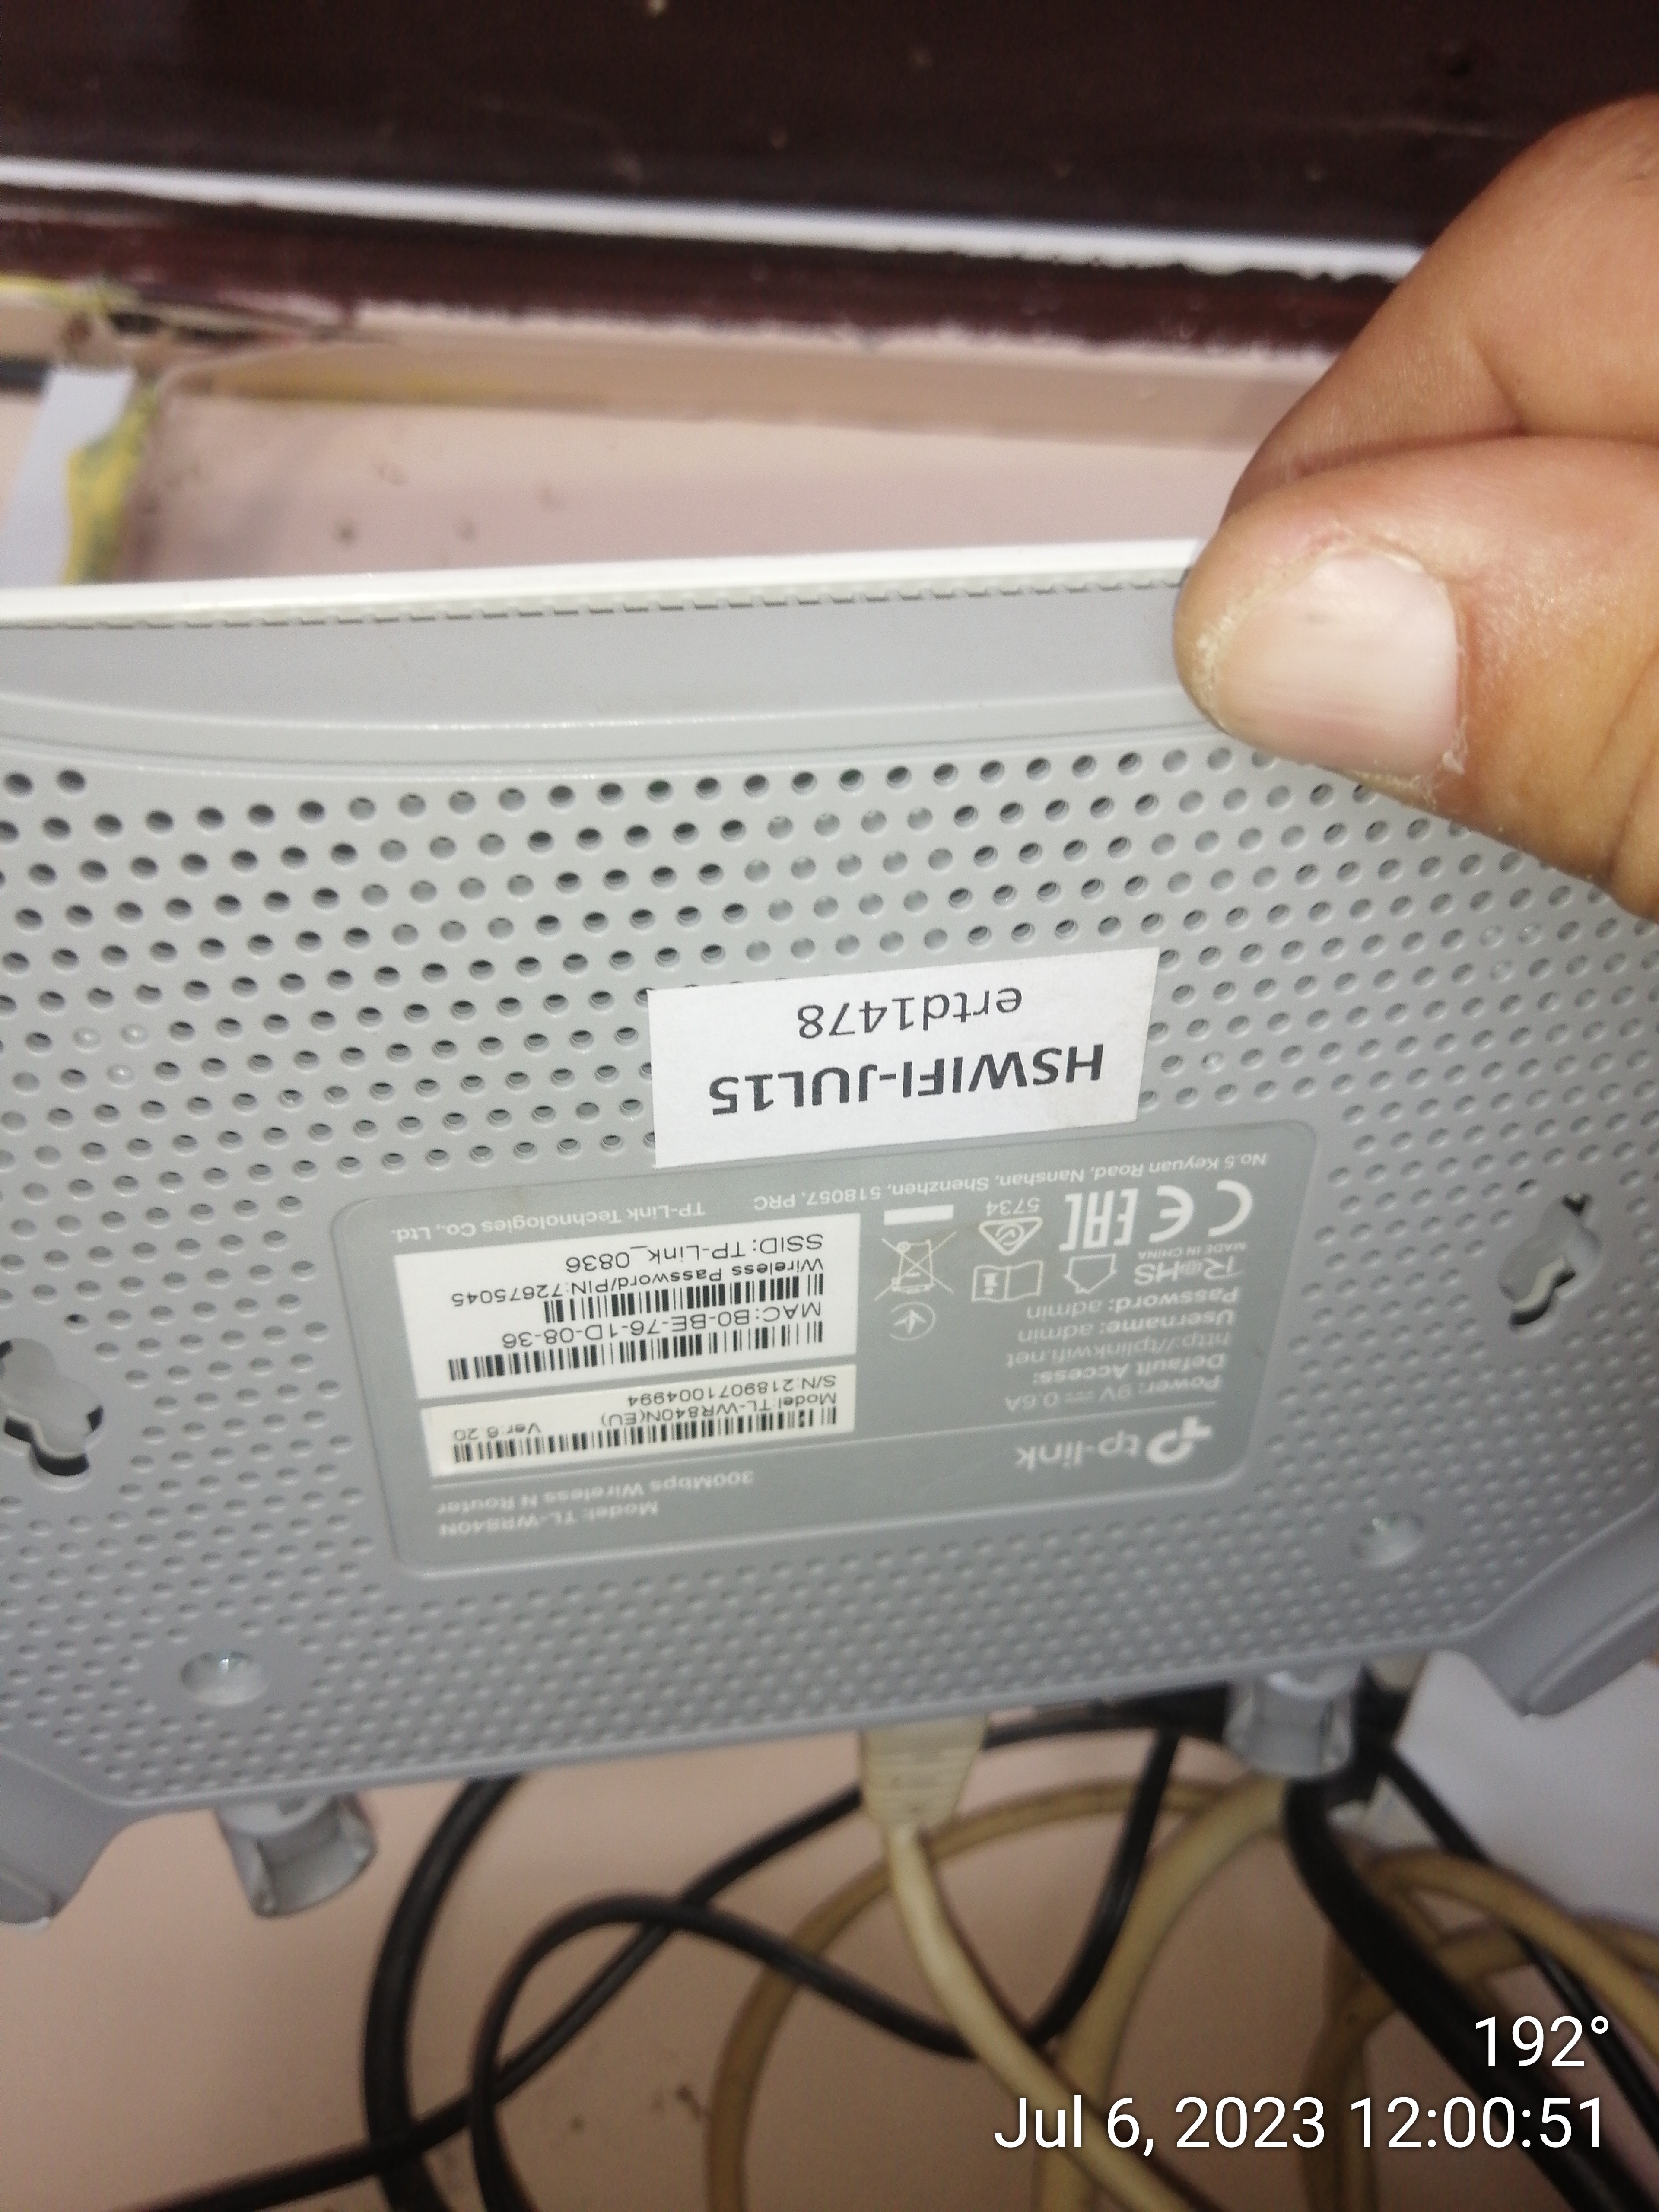 HSWIFI-JUL15
ertd1478
tp-link
Model: TL-WR840N
300Mbps Wireless N Router
Power: 9V ⎓ 0.6A
Default Access:
http://tplinkwifi.net
Username: admin
Password: admin
Model:TL-WR840N(EU) Ver:6.20
S/N:2189071004994
MAC:B0-BE-76-1D-08-36
Wireless Password/PIN:72675045
SSID: TP-Link_0836
RoHS
MADE IN CHINA
CE EAC
5734
TP-Link Technologies Co., Ltd.
No.5 Keyuan Road, Nanshan, Shenzhen, 518057, PRC
192°
Jul 6, 2023 12:00:51